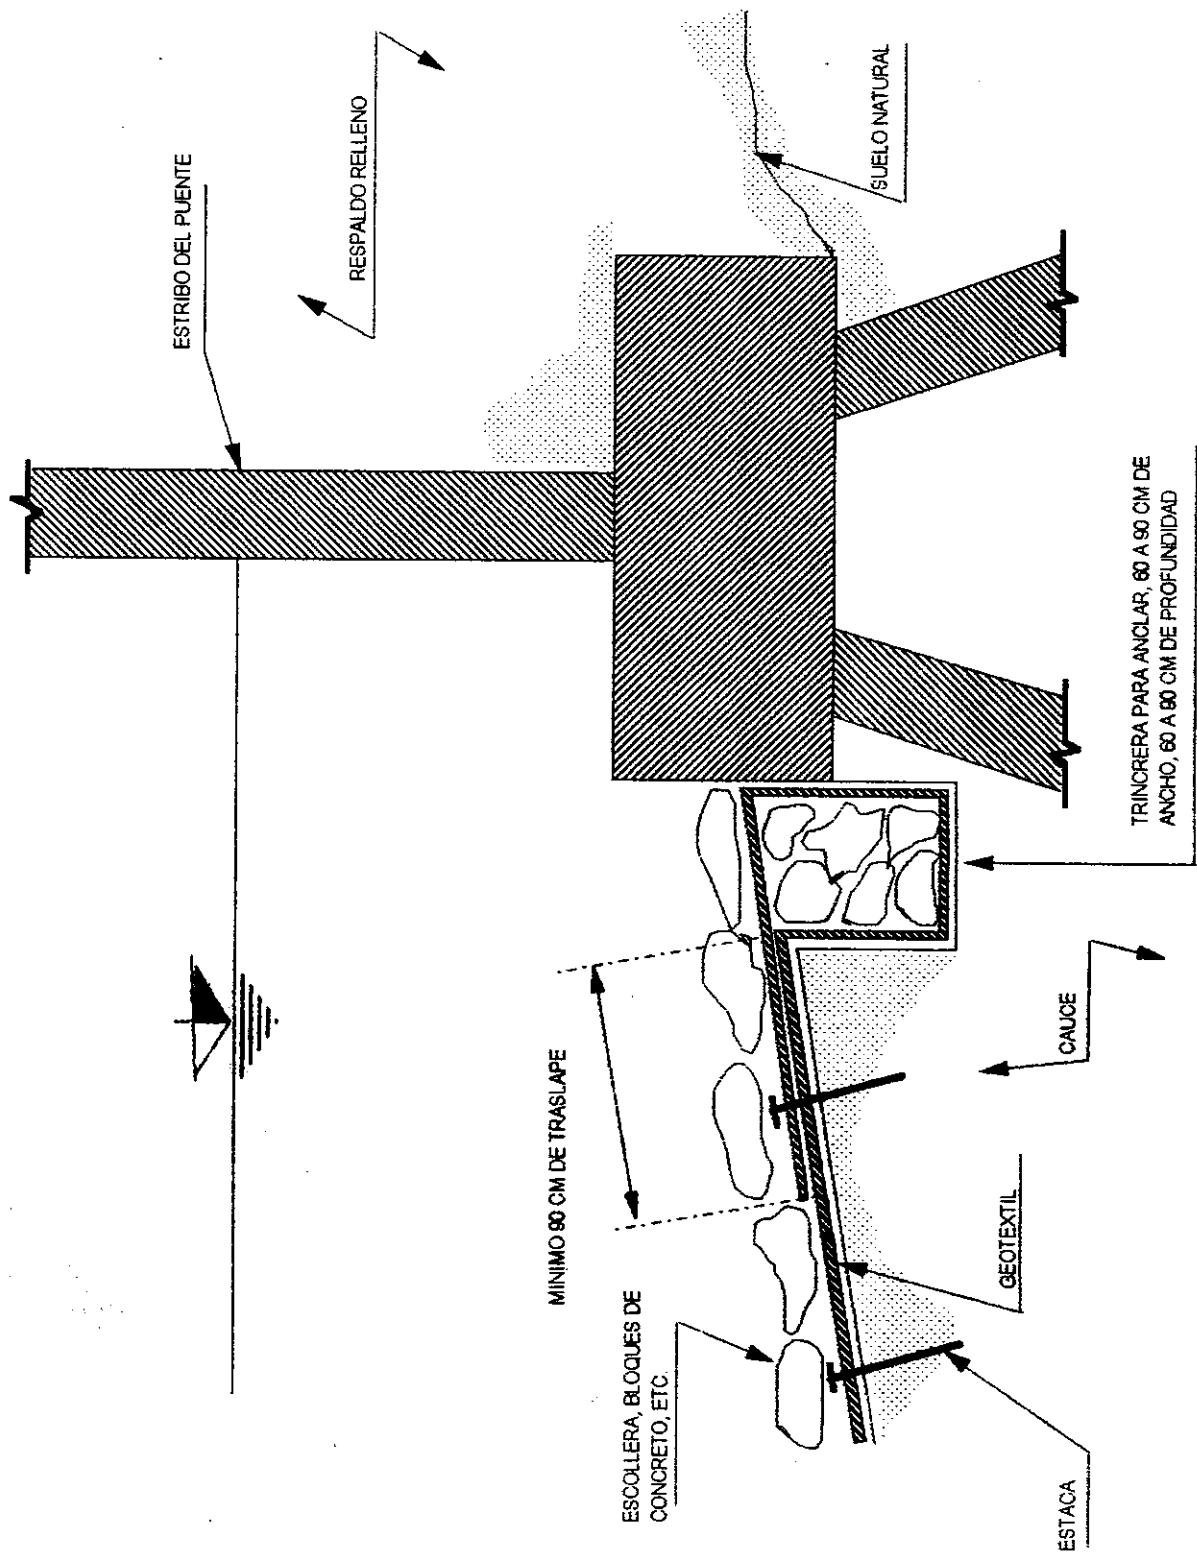 ESTRIBO DEL PUENTE
RESPALDO RELLENO
SUELO NATURAL
MINIMO 90 CM DE TRASLAPE
ESCOLLERA, BLOQUES DE
CONCRETO, ETC.
TRINCRERA PARA ANCLAR, 60 A 90 CM DE
ANCHO, 60 A 90 CM DE PROFUNDIDAD
CAUCE
GEOTEXTIL
ESTACA